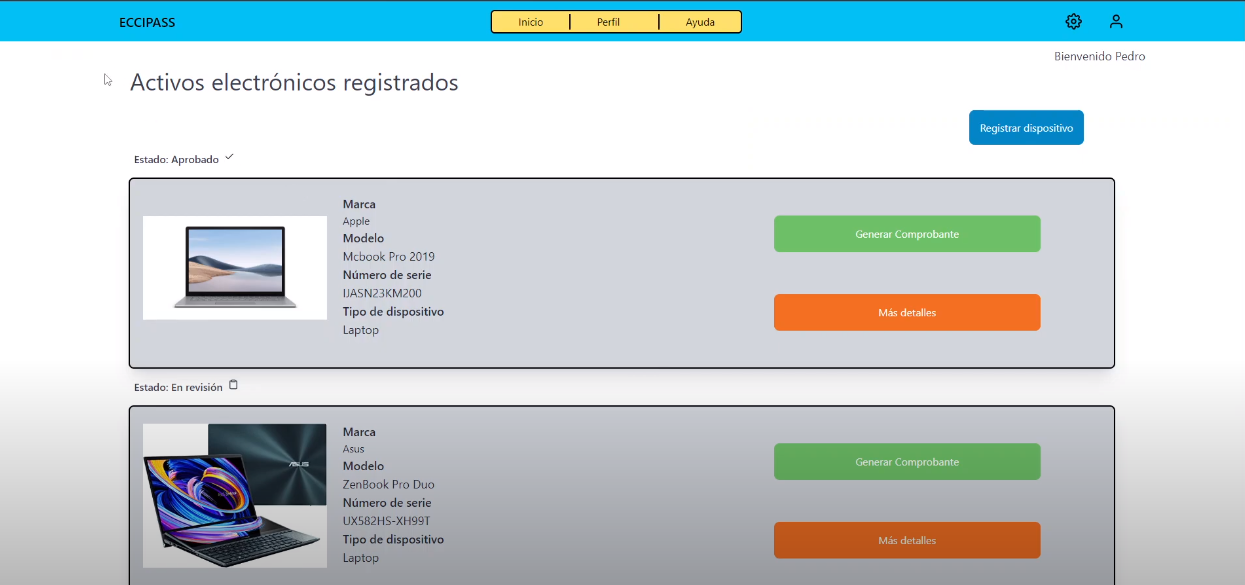 ECCIPASS
Inicio Perfil Ayuda
Bienvenido Pedro
Activos electrónicos registrados
Registrar dispositivo
Estado: Aprobado
Marca
Apple
Modelo
Mcbook Pro 2019
Número de serie
IJASN23KM200
Tipo de dispositivo
Laptop
Generar Comprobante
Más detalles
Estado: En revisión
ASUS
Marca
Asus
Modelo
ZenBook Pro Duo
Número de serie
UX582HS-XH99T
Tipo de dispositivo
Laptop
Generar Comprobante
Más detalles